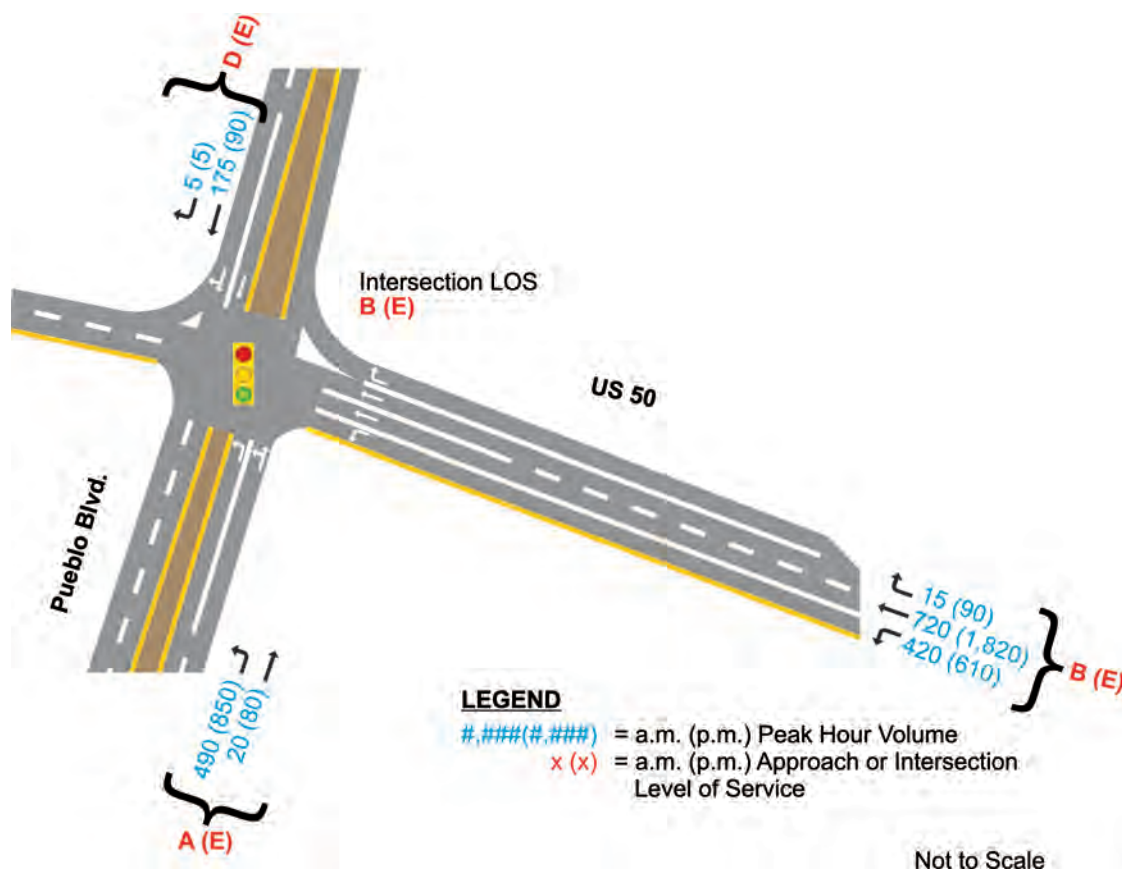 D (E)
5 (5)
175 (90)
Intersection LOS
B (E)
US 50
Pueblo Blvd.
15 (90)
720 (1,820)
420 (610)
B (E)
490 (850)
20 (80)
A (E)
LEGEND
#,###(#,###) = a.m. (p.m.) Peak Hour Volume
x (x) = a.m. (p.m.) Approach or Intersection
Level of Service
Not to Scale